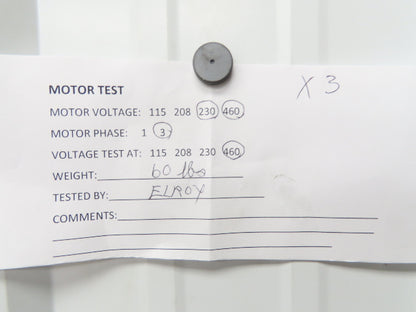 X 3
MOTOR TEST
MOTOR VOLTAGE: 115 208 230 460
MOTOR PHASE: 1 3
VOLTAGE TEST AT: 115 208 230 460
WEIGHT: 60 lbs
TESTED BY: ELROY
COMMENTS: